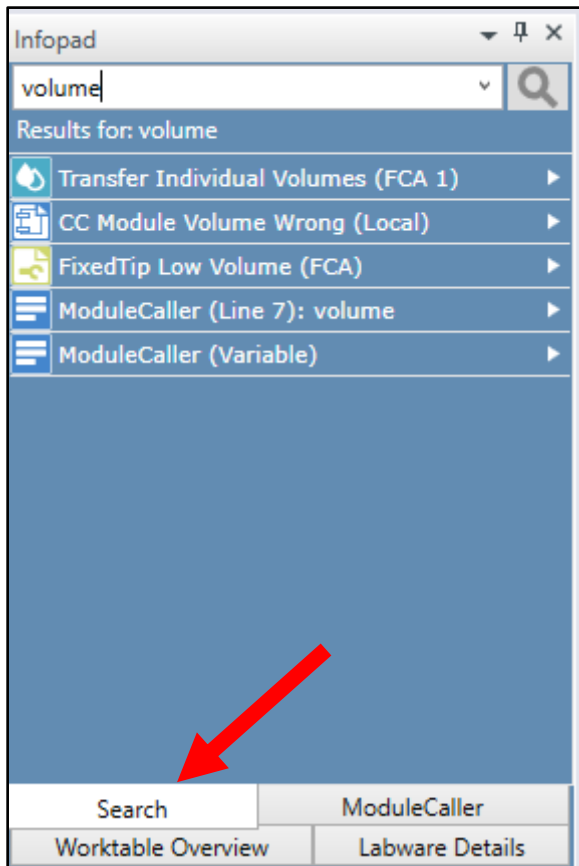 Infopad
volume
Results for: volume
Transfer Individual Volumes (FCA 1)
CC Module Volume Wrong (Local)
FixedTip Low Volume (FCA)
ModuleCaller (Line 7): volume
ModuleCaller (Variable)
Search ModuleCaller
Worktable Overview Labware Details